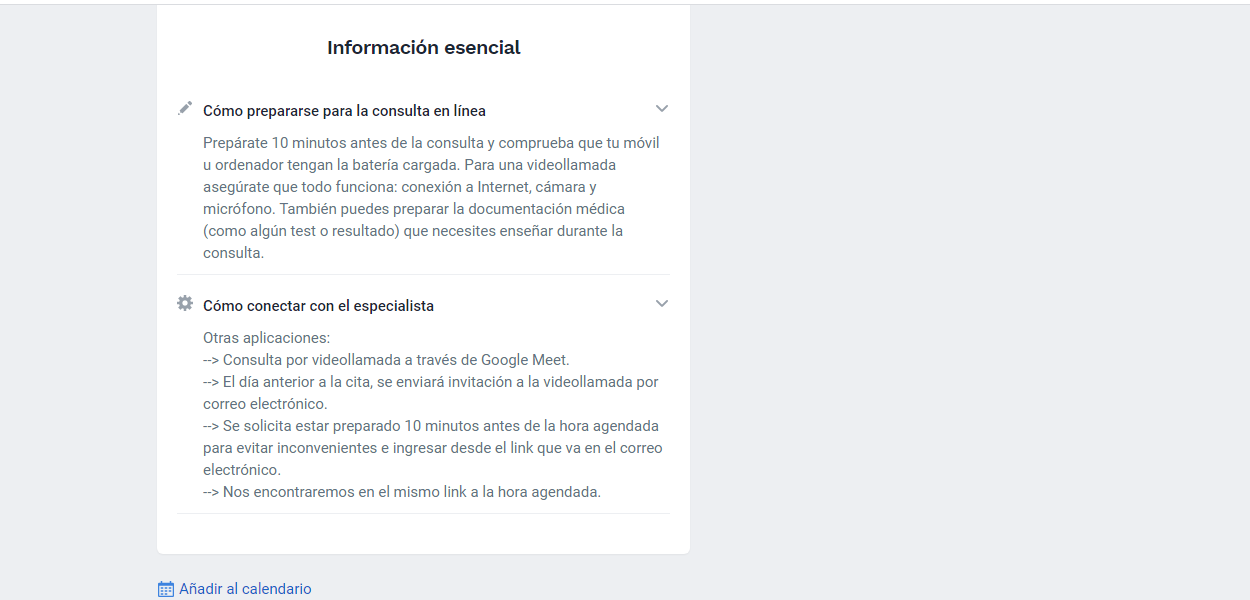 Información esencial
Cómo prepararse para la consulta en línea
Prepárate 10 minutos antes de la consulta y comprueba que tu móvil
u ordenador tengan la batería cargada. Para una videollamada
asegúrate que todo funciona: conexión a Internet, cámara y
micrófono. También puedes preparar la documentación médica
(como algún test o resultado) que necesites enseñar durante la
consulta.
Cómo conectar con el especialista
Otras aplicaciones:
--> Consulta por videollamada a través de Google Meet.
--> El día anterior a la cita, se enviará invitación a la videollamada por
correo electrónico.
--> Se solicita estar preparado 10 minutos antes de la hora agendada
para evitar inconvenientes e ingresar desde el link que va en el correo
electrónico.
--> Nos encontraremos en el mismo link a la hora agendada.
Añadir al calendario